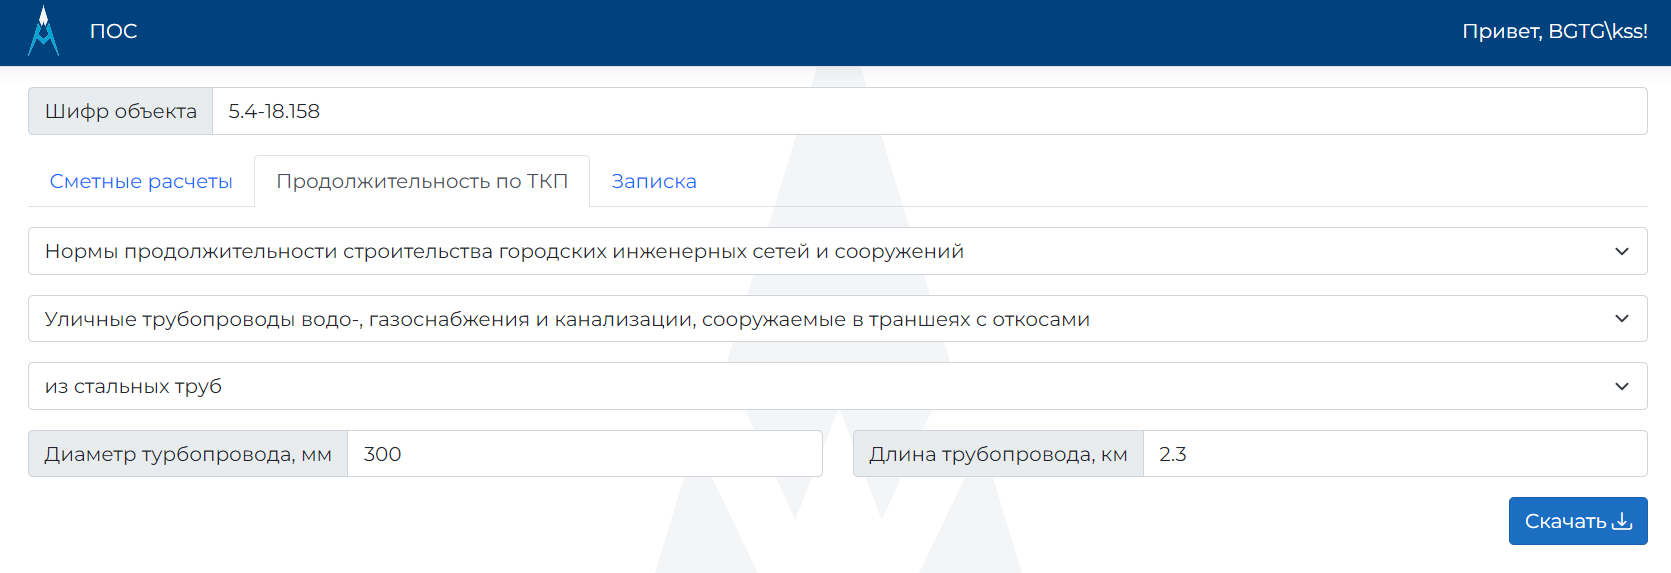 ПОС
Привет, BGTG\kss!
Шифр объекта 5.4-18.158
Сметные расчеты Продолжительность по ТКП Записка
Нормы продолжительности строительства городских инженерных сетей и сооружений
Уличные трубопроводы водо-, газоснабжения и канализации, сооружаемые в траншеях с откосами
из стальных труб
Диаметр турбопровода, мм 300
Длина трубопровода, км 2.3
Скачать